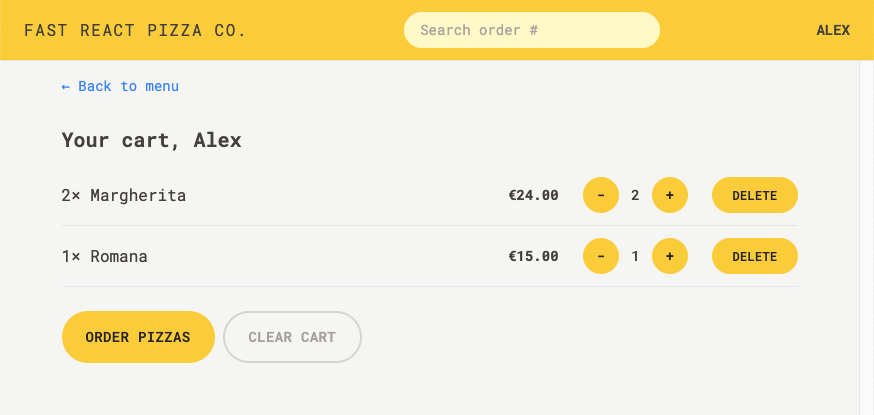 FAST REACT PIZZA CO. Search order # ALEX
← Back to menu
Your cart, Alex
2× Margherita €24.00 - 2 + DELETE
1× Romana €15.00 - 1 + DELETE
ORDER PIZZAS CLEAR CART